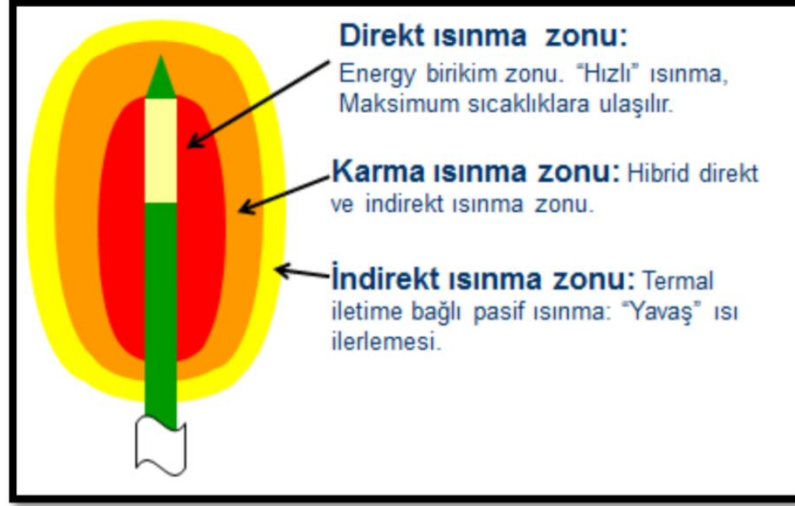 Direkt ısınma zonu:
Energy birikim zonu. “Hızlı” ısınma,
Maksimum sıcaklıklara ulaşılır.
Karma ısınma zonu: Hibrid direkt
ve indirekt ısınma zonu.
İndirekt ısınma zonu: Termal
iletime bağlı pasif ısınma: “Yavaş” ısı
ilerlemesi.